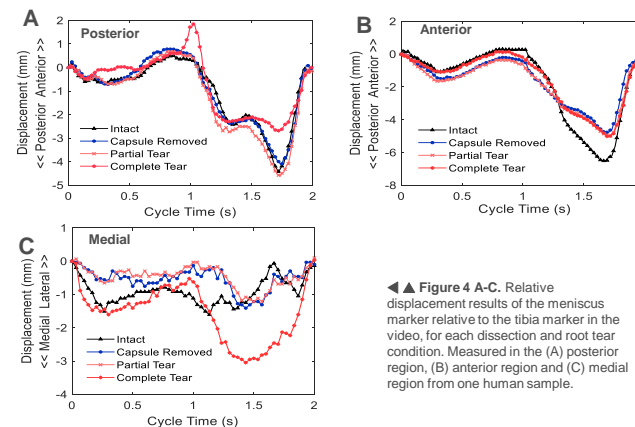 A
Posterior
Displacement (mm)
<< Posterior Anterior >>
2
1
0
-1
-2
-3
-4
-5
Intact
Capsule Removed
Partial Tear
Complete Tear
0 0.5 1 1.5 2
Cycle Time (s)
B
Anterior
Displacement (mm)
<< Posterior Anterior >>
2
0
-2
-4
-6
-8
Intact
Capsule Removed
Partial Tear
Complete Tear
0 0.5 1 1.5
Cycle Time (s)
C
Medial
Displacement (mm)
<< Medial Lateral >>
1
0
-1
-2
-3
-4
Intact
Capsule Removed
Partial Tear
Complete Tear
0 0.5 1 1.5 2
Cycle Time (s)
◀ ▲ Figure 4 A-C. Relative
displacement results of the meniscus
marker relative to the tibia marker in the
video, for each dissection and root tear
condition. Measured in the (A) posterior
region, (B) anterior region and (C) medial
region from one human sample.